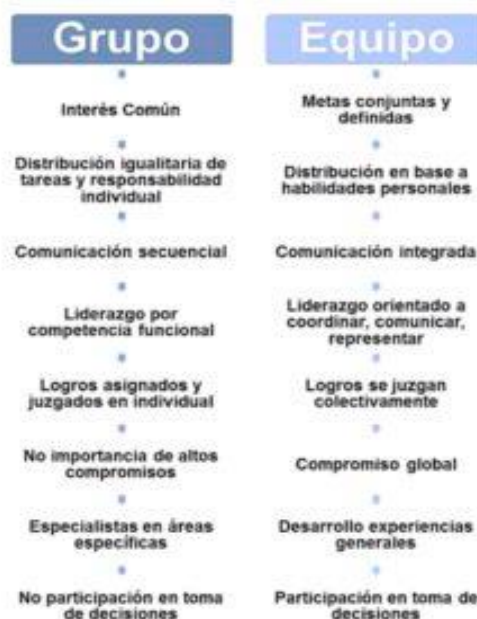 Grupo
Interés Común
Distribución igualitaria de
tareas y responsabilidad
individual
Comunicación secuencial
Liderazgo por
competencia funcional
Logros asignados y
juzgados en individual
No importancia de altos
compromisos
Especialistas en áreas
específicas
No participación en toma
de decisiones
Equipo
Metas conjuntas y
definidas
Distribución en base a
habilidades personales
Comunicación integrada
Liderazgo orientado a
coordinar, comunicar,
representar
Logros se juzgan
colectivamente
Compromiso global
Desarrollo experiencias
generales
Participación en toma de
decisiones